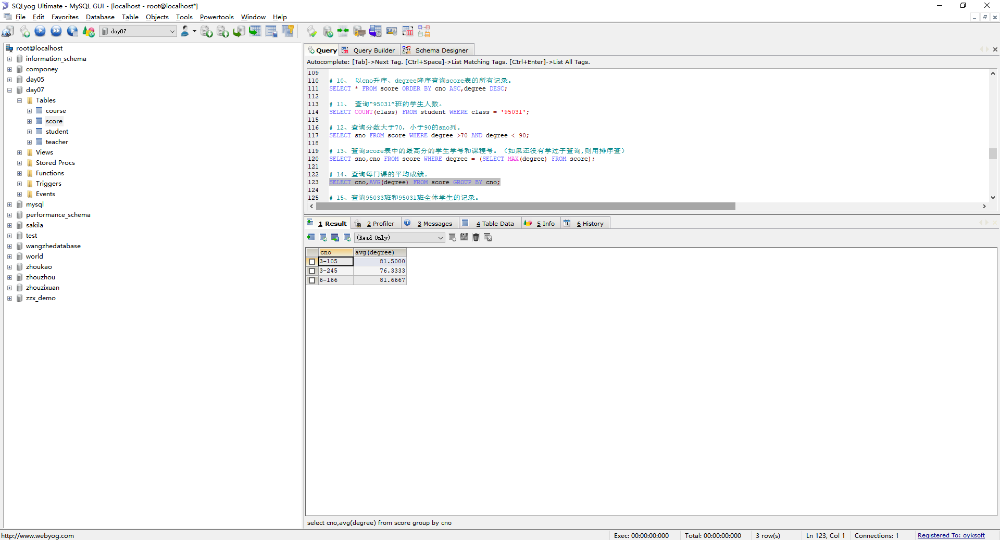 SQLyog Ultimate - MySQL GUI - [localhost - root@localhost*]
File Edit Favorites Database Table Objects Tools Powertools Window Help
day07
root@localhost
information_schema
componey
day05
day07
Tables
course
score
student
teacher
Views
Stored Procs
Functions
Triggers
Events
mysql
performance_schema
sakila
test
wangzhedatabase
world
zhoukao
zhouzhou
zhouzixuan
zzx_demo
Query Query Builder Schema Designer
Autocomplete: [Tab]->Next Tag. [Ctrl+Space]->List Matching Tags. [Ctrl+Enter]->List All Tags.
109
110 # 10、 以cno升序、degree降序查询score表的所有记录。
111 SELECT * FROM score ORDER BY cno ASC,degree DESC;
112
113 # 11、 查询“95031”班的学生人数。
114 SELECT COUNT(class) FROM student WHERE class = '95031';
115
116 # 12、查询分数大于70，小于90的sno列。
117 SELECT sno FROM score WHERE degree >70 AND degree < 90;
118
119 # 13、查询score表中的最高分的学生学号和课程号。（如果还没有学过子查询,则用排序查）
120 SELECT sno,cno FROM score WHERE degree = (SELECT MAX(degree) FROM score);
121
122 # 14、查询每门课的平均成绩。
123 SELECT cno,AVG(degree) FROM score GROUP BY cno;
124
125 # 15、查询95033班和95031班全体学生的记录。
1 Result 2 Profiler 3 Messages 4 Table Data 5 Info 6 History
(Read Only)
cno avg(degree)
3-105 81.5000
3-245 76.3333
6-166 81.6667
select cno,avg(degree) from score group by cno
http://www.webyog.com Exec: 00:00:00:000 Total: 00:00:00:000 3 row(s) Ln 123, Col 1 Connections: 1 Registered To: ovksoft